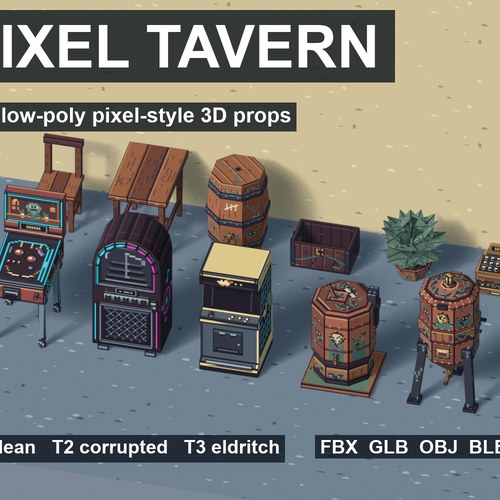 IXEL TAVERN
low-poly pixel-style 3D props
lean T2 corrupted T3 eldritch
FBX GLB OBJ BLE